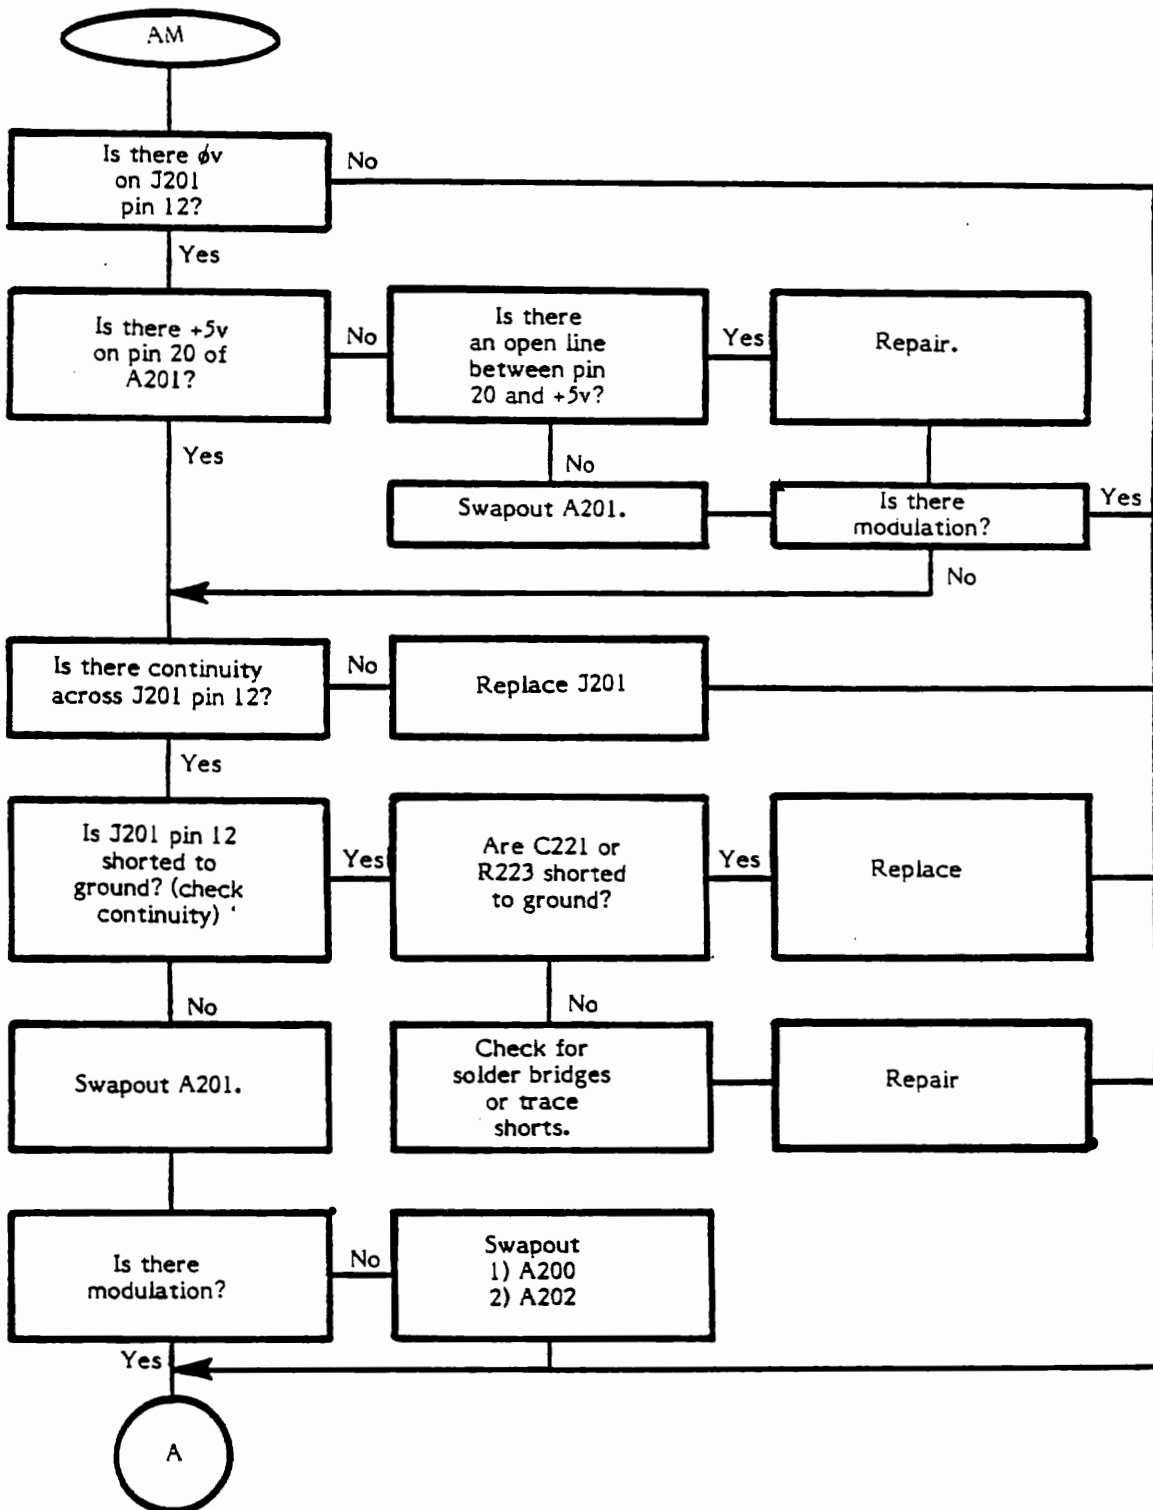 AM
Is there ϕv
on J201
pin 12?
No
Yes
Is there +5v
on pin 20 of
A201?
No
Is there
an open line
between pin
20 and +5v?
Yes
Repair.
Yes
No
Swapout A201.
Is there
modulation?
Yes
No
Is there continuity
across J201 pin 12?
No
Replace J201
Yes
Is J201 pin 12
shorted to
ground? (check
continuity)
Yes
Are C221 or
R223 shorted
to ground?
Yes
Replace
No
No
Swapout A201.
Check for
solder bridges
or trace
shorts.
Repair
Is there
modulation?
No
Swapout
1) A200
2) A202
Yes
A